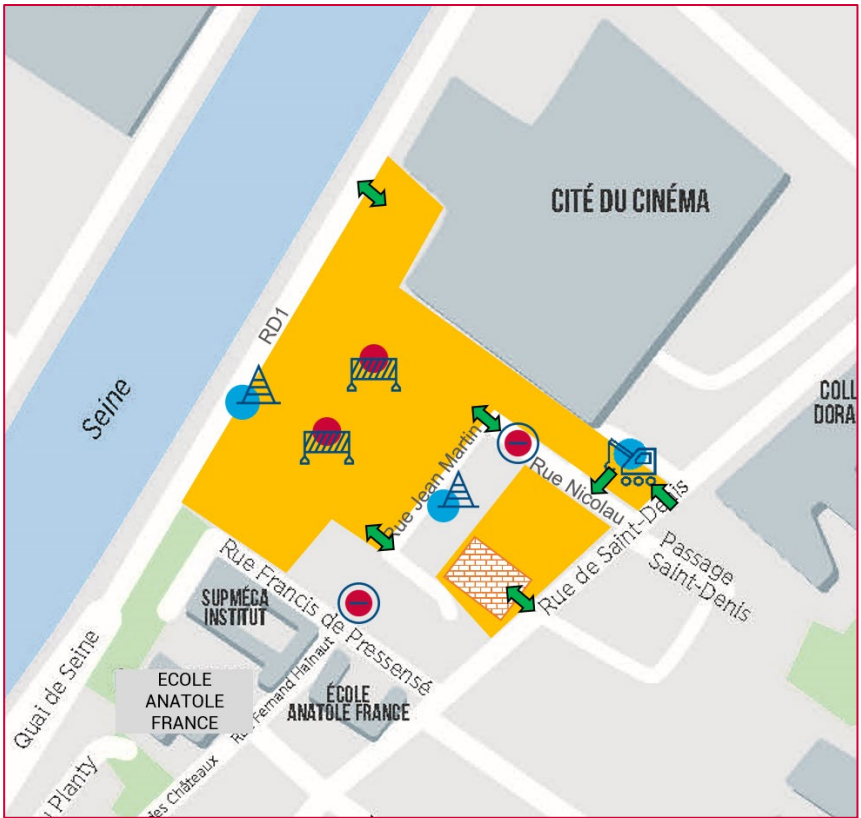 CITÉ DU CINÉMA
RD1
Seine
COLL
DORA
Rue Jean Martin
Rue Nicolau
Rue de Saint-Denis
Passage
Saint-Denis
Rue Francis de Pressensé
SUPMÉCA
INSTITUT
Quai de Seine
ECOLE
ANATOLE
FRANCE
Fernand Hainaut
ÉCOLE
ANATOLE FRANCE
Planty
des Châteaux